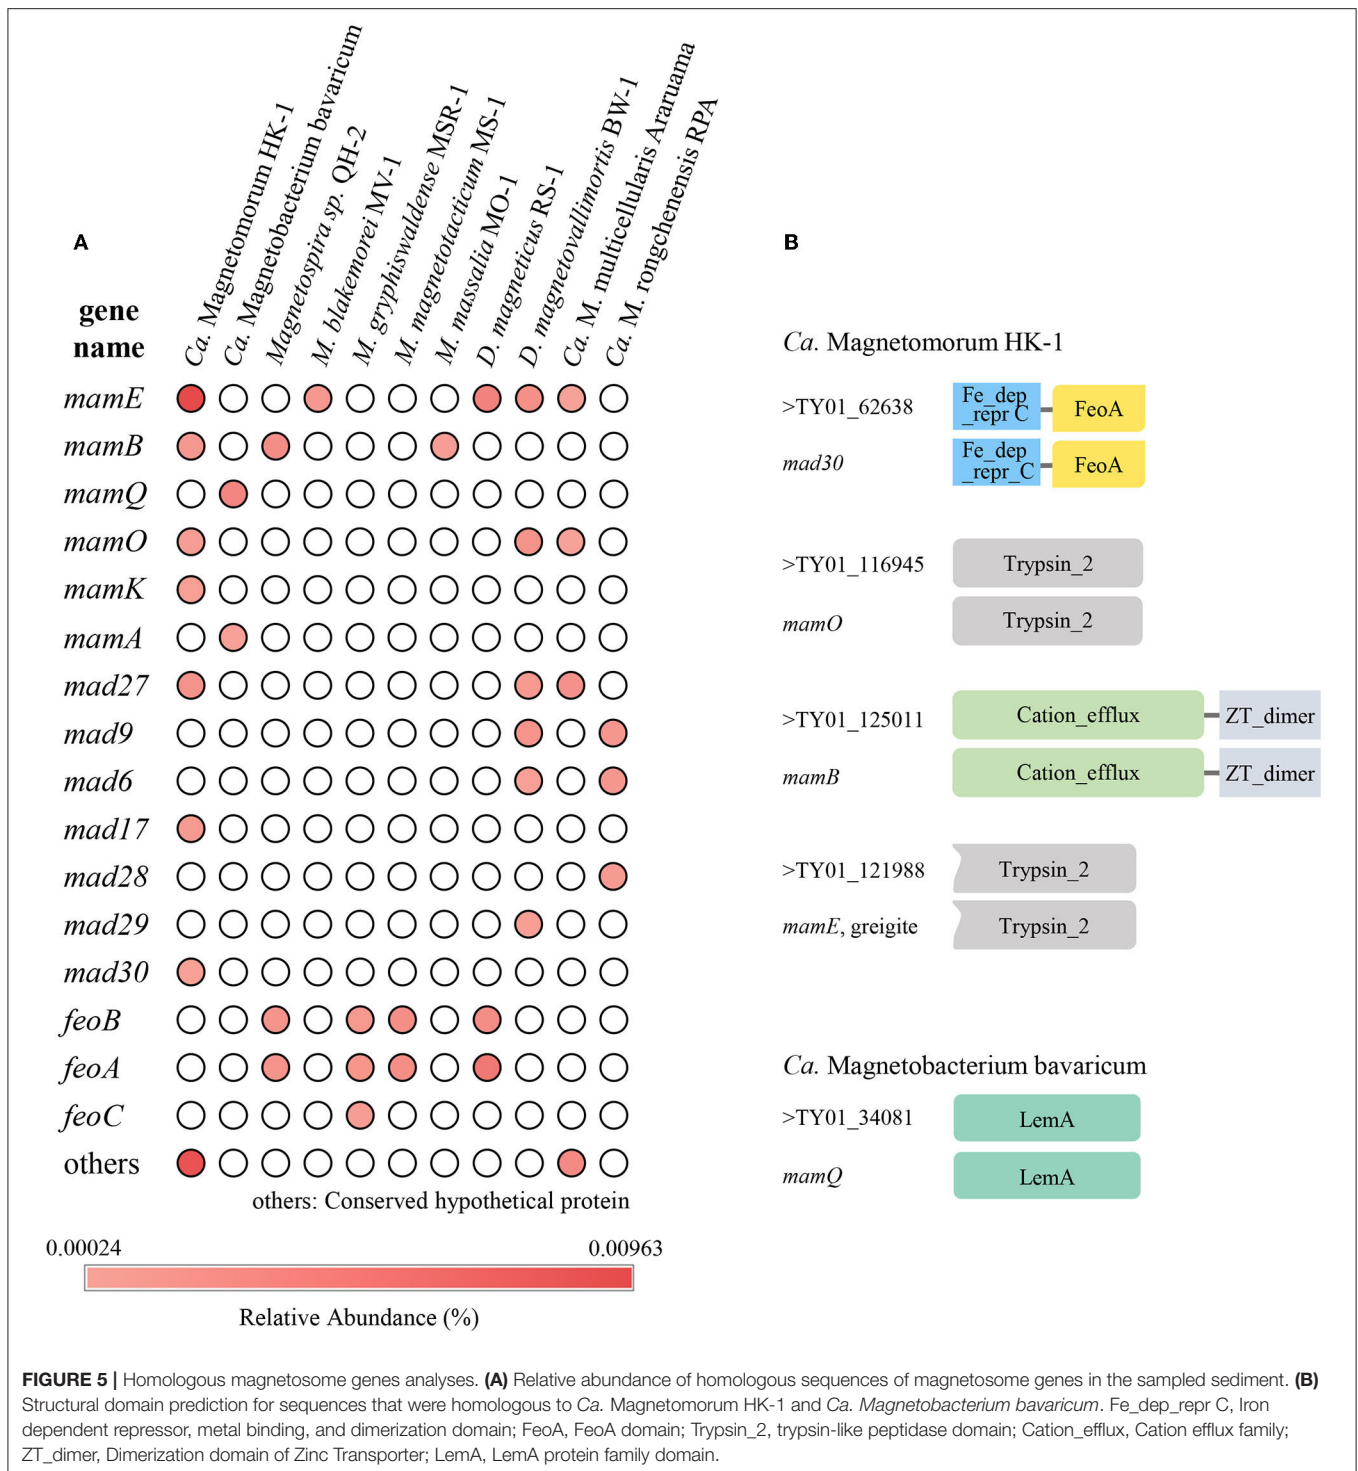 A
gene
name
Ca. Magnetomorum HK-1
Ca. Magnetobacterium bavaricum
Magnetospira sp. QH-2
M. blakemorei MV-1
M. gryphiswaldense MSR-1
M. magnetotacticum MS-1
M. massalia MO-1
D. magneticus RS-1
D. magnetovallimortis BW-1
Ca. M. multicellularis Araruama
Ca. M. rongchenensis RPA
mamE
mamB
mamQ
mamO
mamK
mamA
mad27
mad9
mad6
mad17
mad28
mad29
mad30
feoB
feoA
feoC
others
others: Conserved hypothetical protein
0.00024 0.00963
Relative Abundance (%)
B
Ca. Magnetomorum HK-1
>TY01_62638
Fe_dep
_repr C
FeoA
mad30
Fe_dep
_repr_C
FeoA
>TY01_116945 Trypsin_2
mamO Trypsin_2
>TY01_125011 Cation_efflux ZT_dimer
mamB Cation_efflux ZT_dimer
>TY01_121988 Trypsin_2
mamE, greigite Trypsin_2
Ca. Magnetobacterium bavaricum
>TY01_34081 LemA
mamQ LemA
FIGURE 5 | Homologous magnetosome genes analyses. (A) Relative abundance of homologous sequences of magnetosome genes in the sampled sediment. (B)
Structural domain prediction for sequences that were homologous to Ca. Magnetomorum HK-1 and Ca. Magnetobacterium bavaricum. Fe_dep_repr C, Iron
dependent repressor, metal binding, and dimerization domain; FeoA, FeoA domain; Trypsin_2, trypsin-like peptidase domain; Cation_efflux, Cation efflux family;
ZT_dimer, Dimerization domain of Zinc Transporter; LemA, LemA protein family domain.